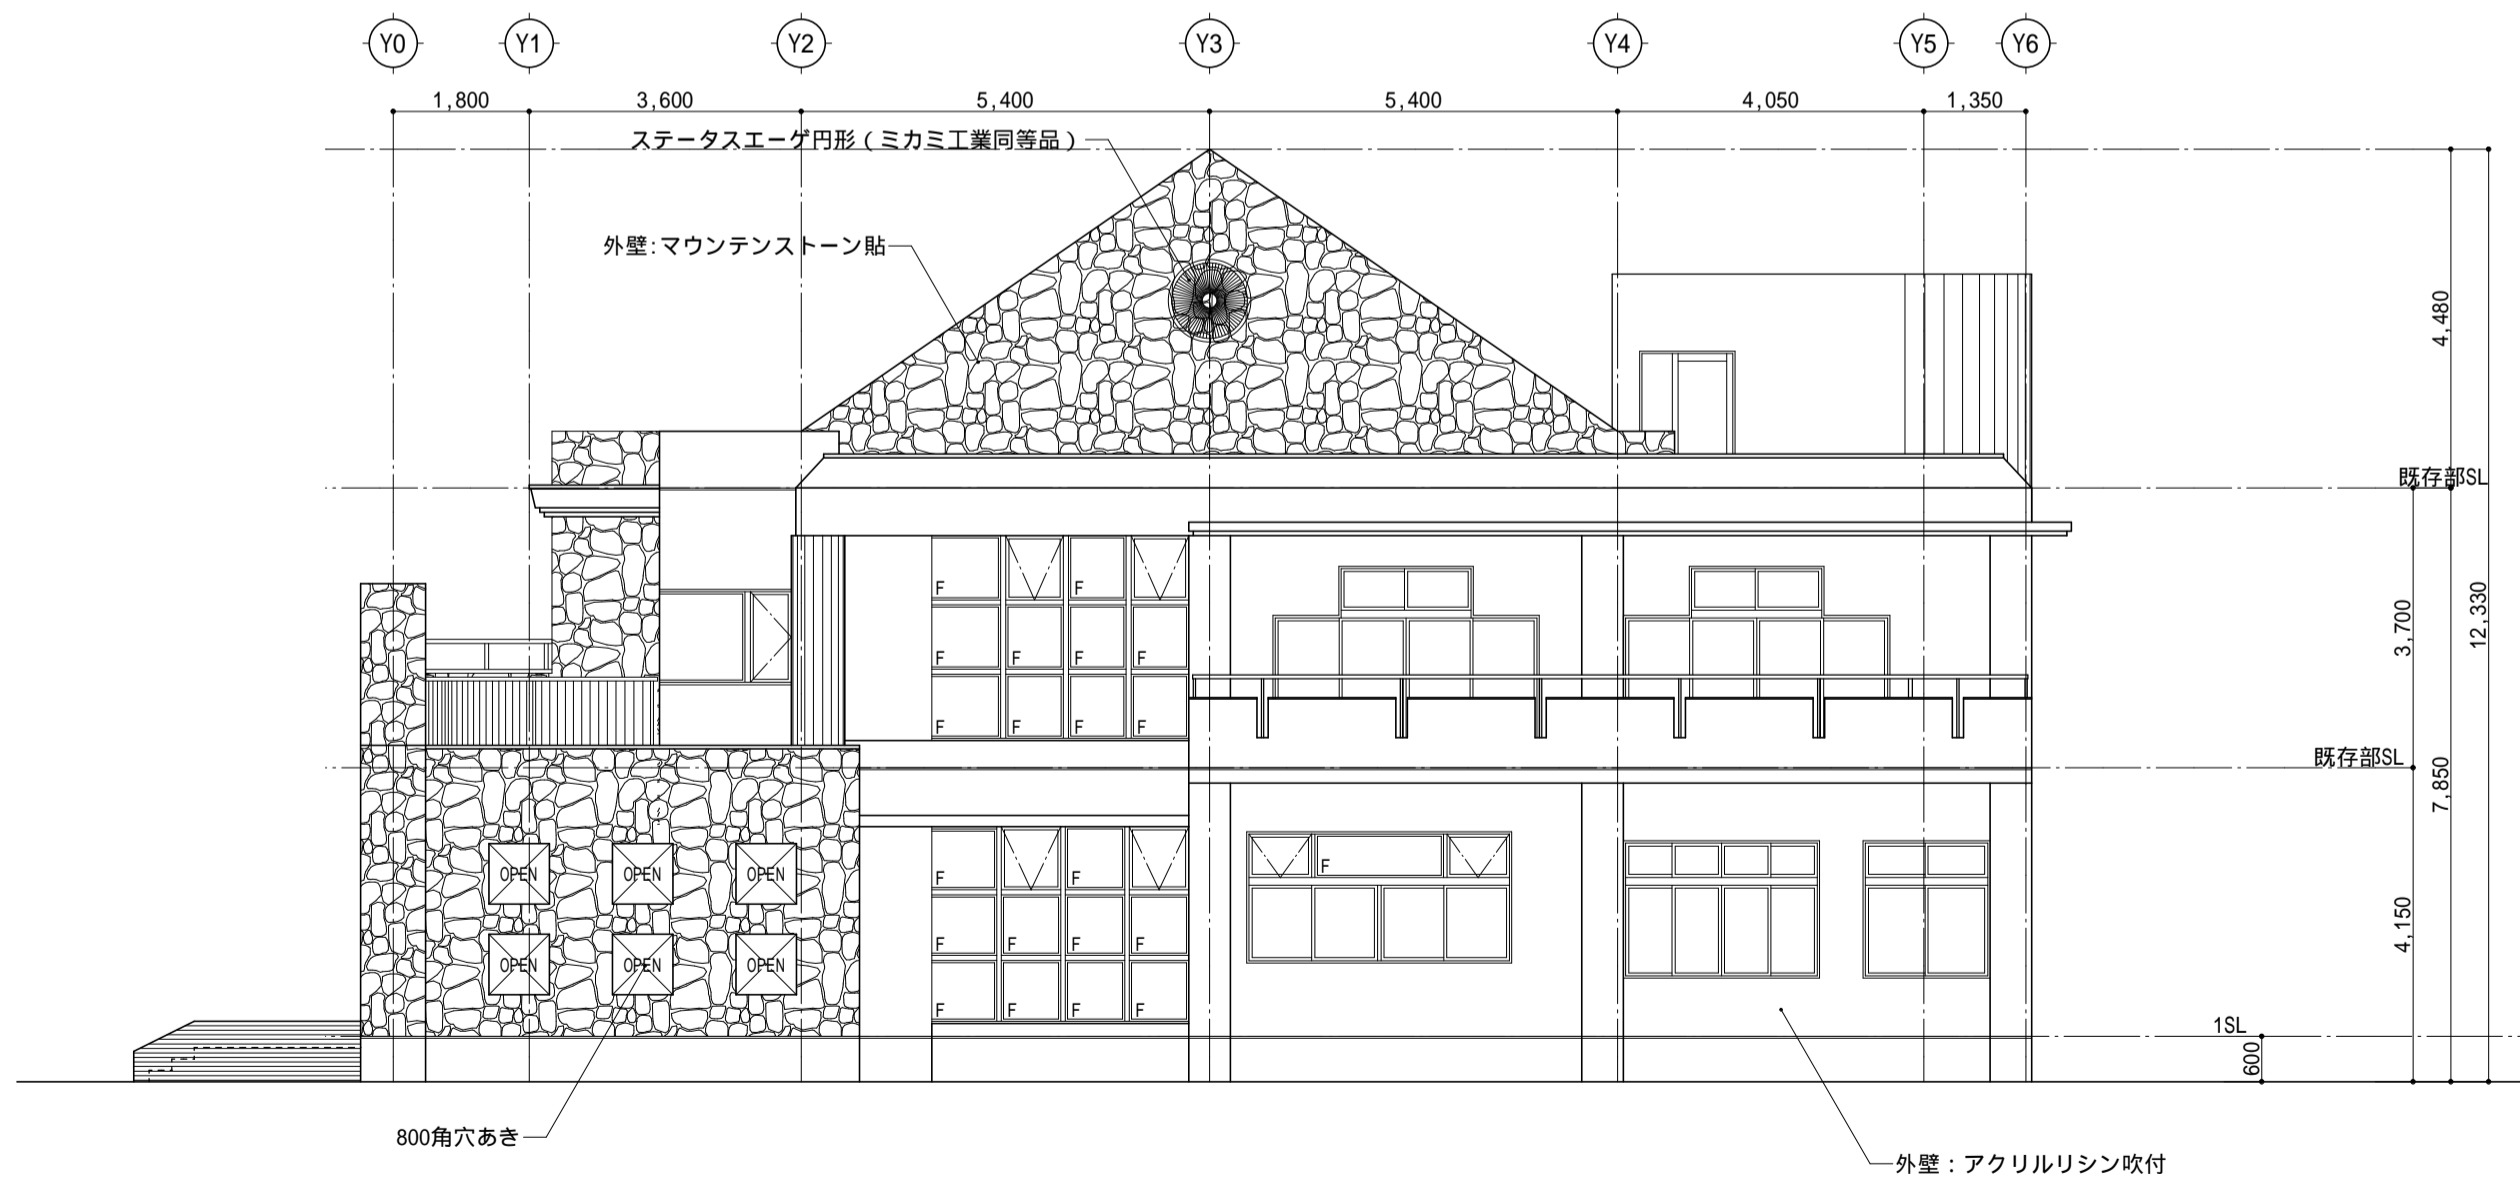 Y0 Y1 Y2 Y3 Y4 Y5 Y6
1,800 3,600 5,400 5,400 4,050 1,350
ステータスエーゲ円形（ミカミ工業同等品）
外壁:マウンテンストーン貼
4,480
既存部SL
F F
3,700
12,330
F F F F
F F F F
既存部SL
7,850
F
F F
OPEN OPEN OPEN
4,150
F F F F
OPEN OPEN OPEN
F F F F
1SL
600
800角穴あき
外壁：アクリルリシン吹付